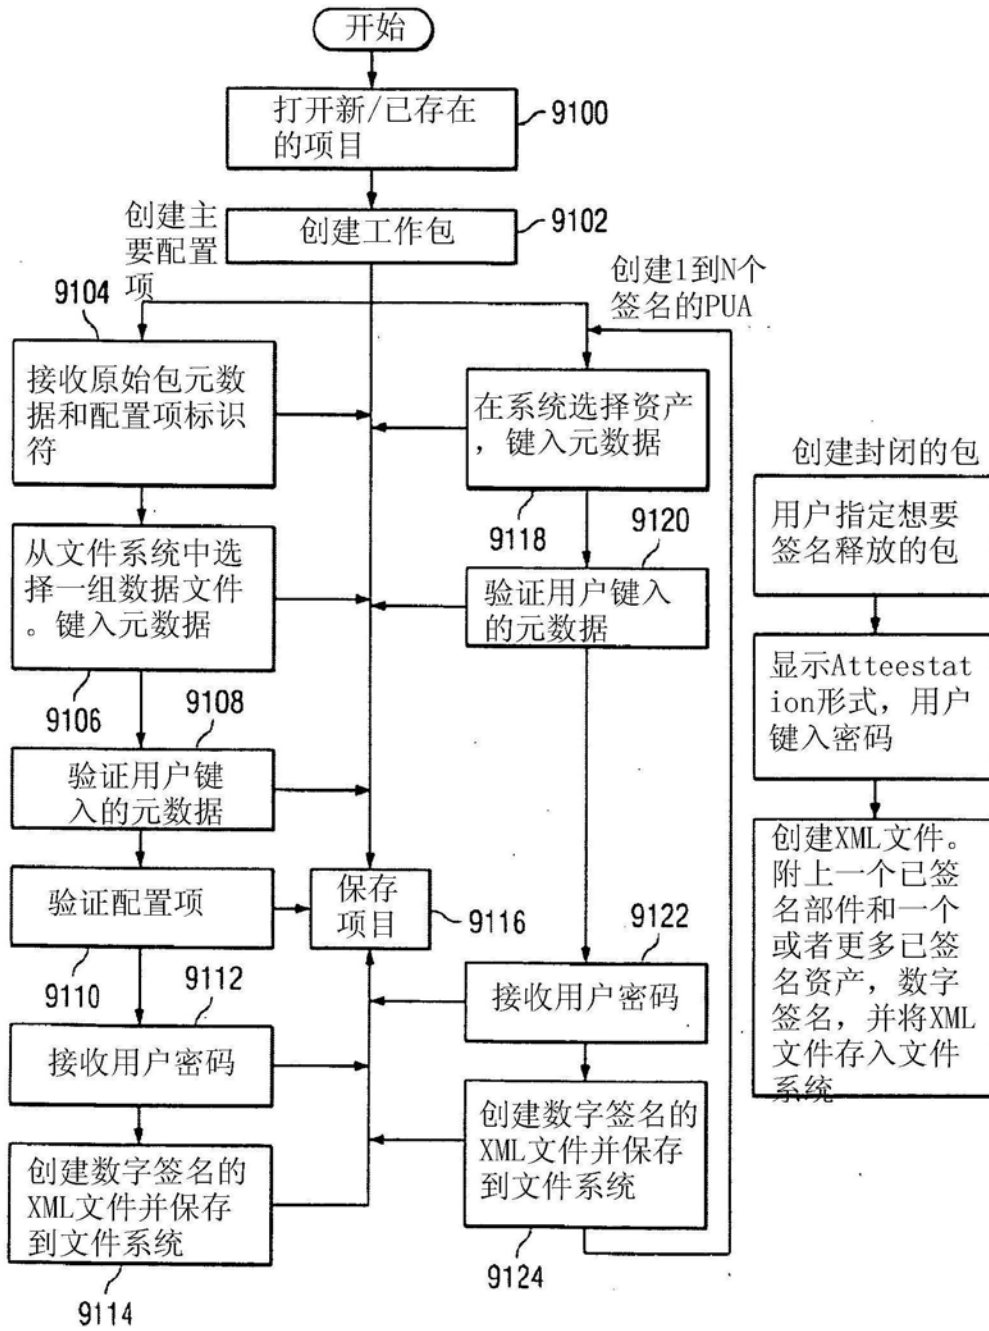 开始
打开新/已存在
的项目
9100
创建工作包
9102
创建主
要配置
项
9104
接收原始包元数
据和配置项标识
符
从文件系统中选
择一组数据文件
。键入元数据
9106
9108
验证用户键
入的元数据
验证配置项
9110
9112
接收用户密码
创建数字签名的
XML文件并保存
到文件系统
9114
保存
项目
9116
创建1到N个
签名的PUA
在系统选择资产
，键入元数据
9118
9120
验证用户键入
的元数据
9122
接收用户密码
创建数字签名的
XML文件并保存
到文件系统
9124
创建封闭的包
用户指定想要
签名释放的包
显示Atteestat
ion形式，用户
键入密码
创建XML文件。
附上一个已签
名部件和一个
或者更多已签
名资产，数字
签名，并将XML
文件存入文件
系统